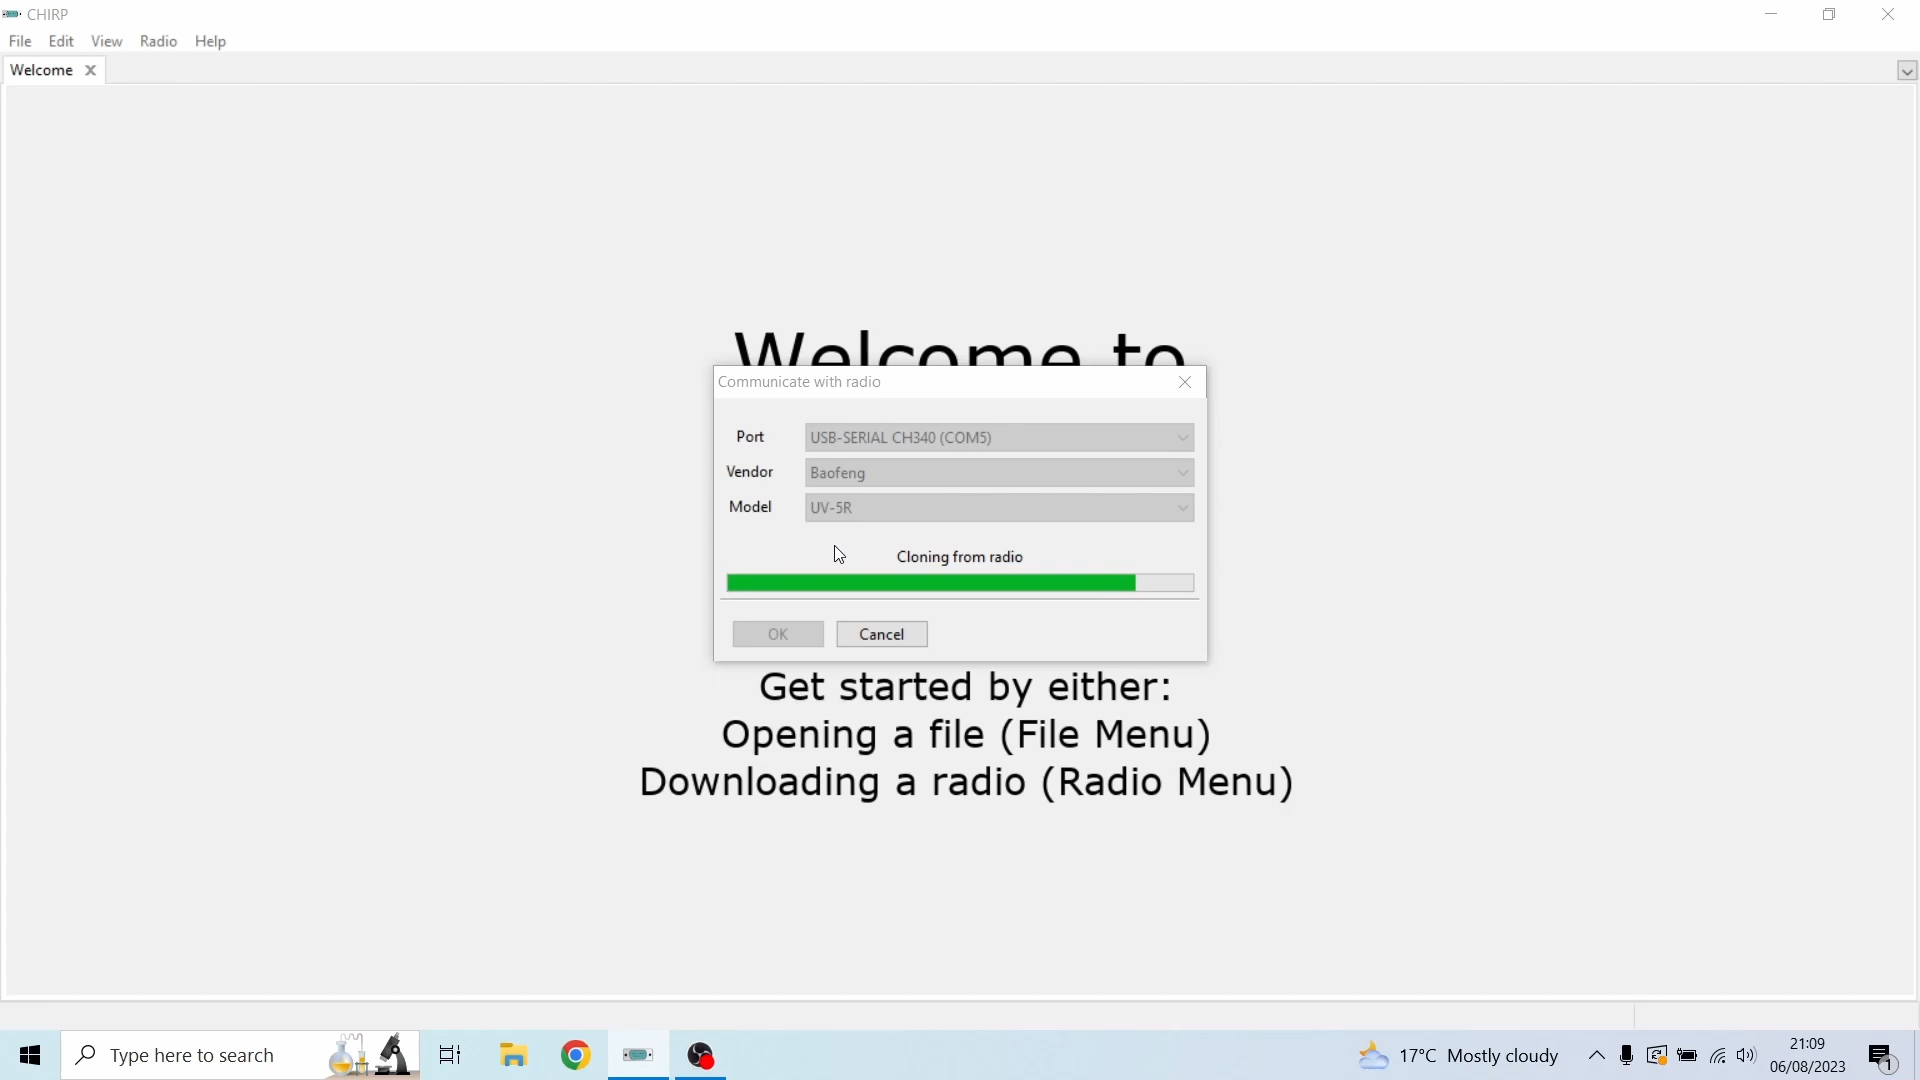 CHIRP
File Edit View Radio Help
Welcome
Welcome to
Communicate with radio
Port USB-SERIAL CH340 (COM5)
Vendor Baofeng
Model UV-5R
Cloning from radio
OK Cancel
Get started by either:
Opening a file (File Menu)
Downloading a radio (Radio Menu)
Type here to search
17°C Mostly cloudy
21:09
06/08/2023
1